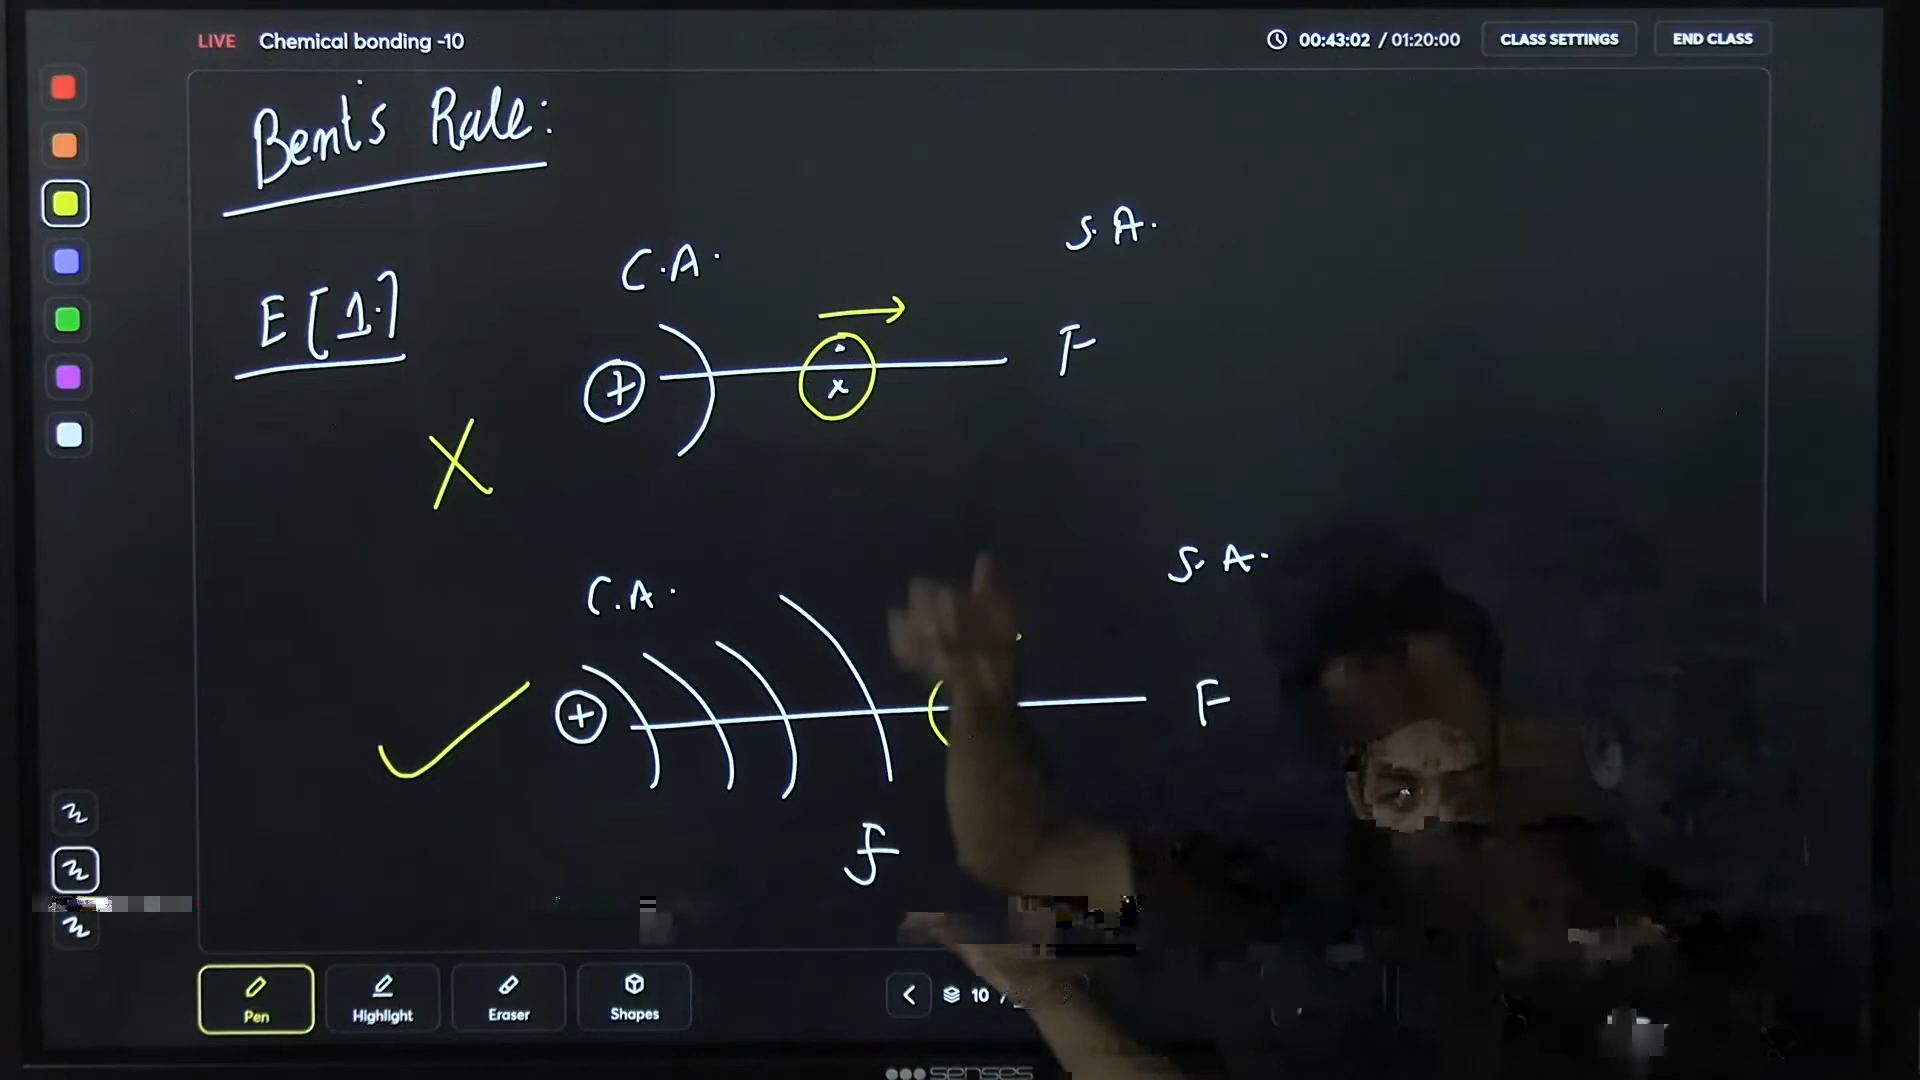 LIVE Chemical bonding -10
00:43:02 / 01:20:00 CLASS SETTINGS END CLASS
Bent's Rule:
S.A.
C.A.
E[1.]
+ F
S.A.
C.A.
+ F
Pen Highlight Eraser Shapes
10 /
senses